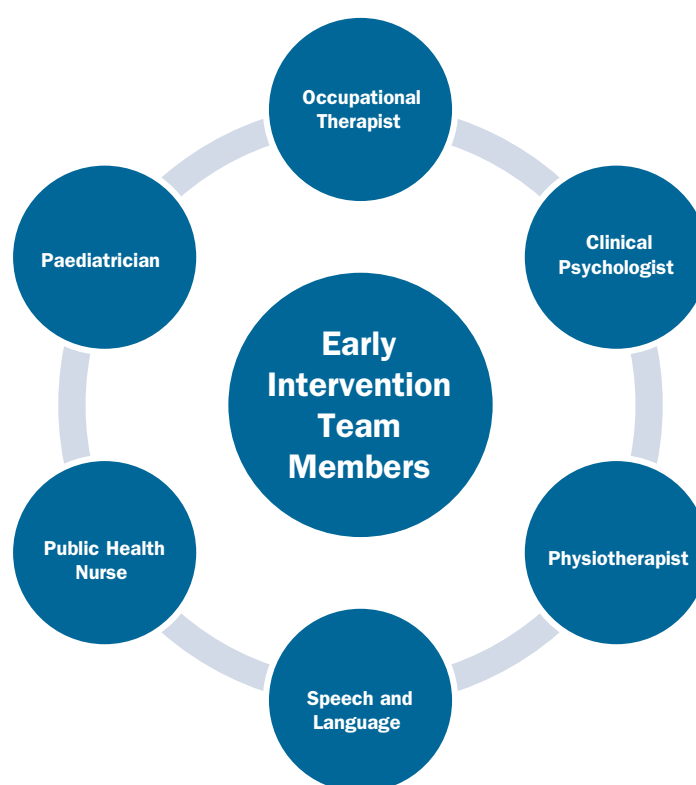 Occupational
Therapist
Clinical
Psychologist
Paediatrician
Early
Intervention
Team
Members
Public Health
Nurse
Physiotherapist
Speech and
Language